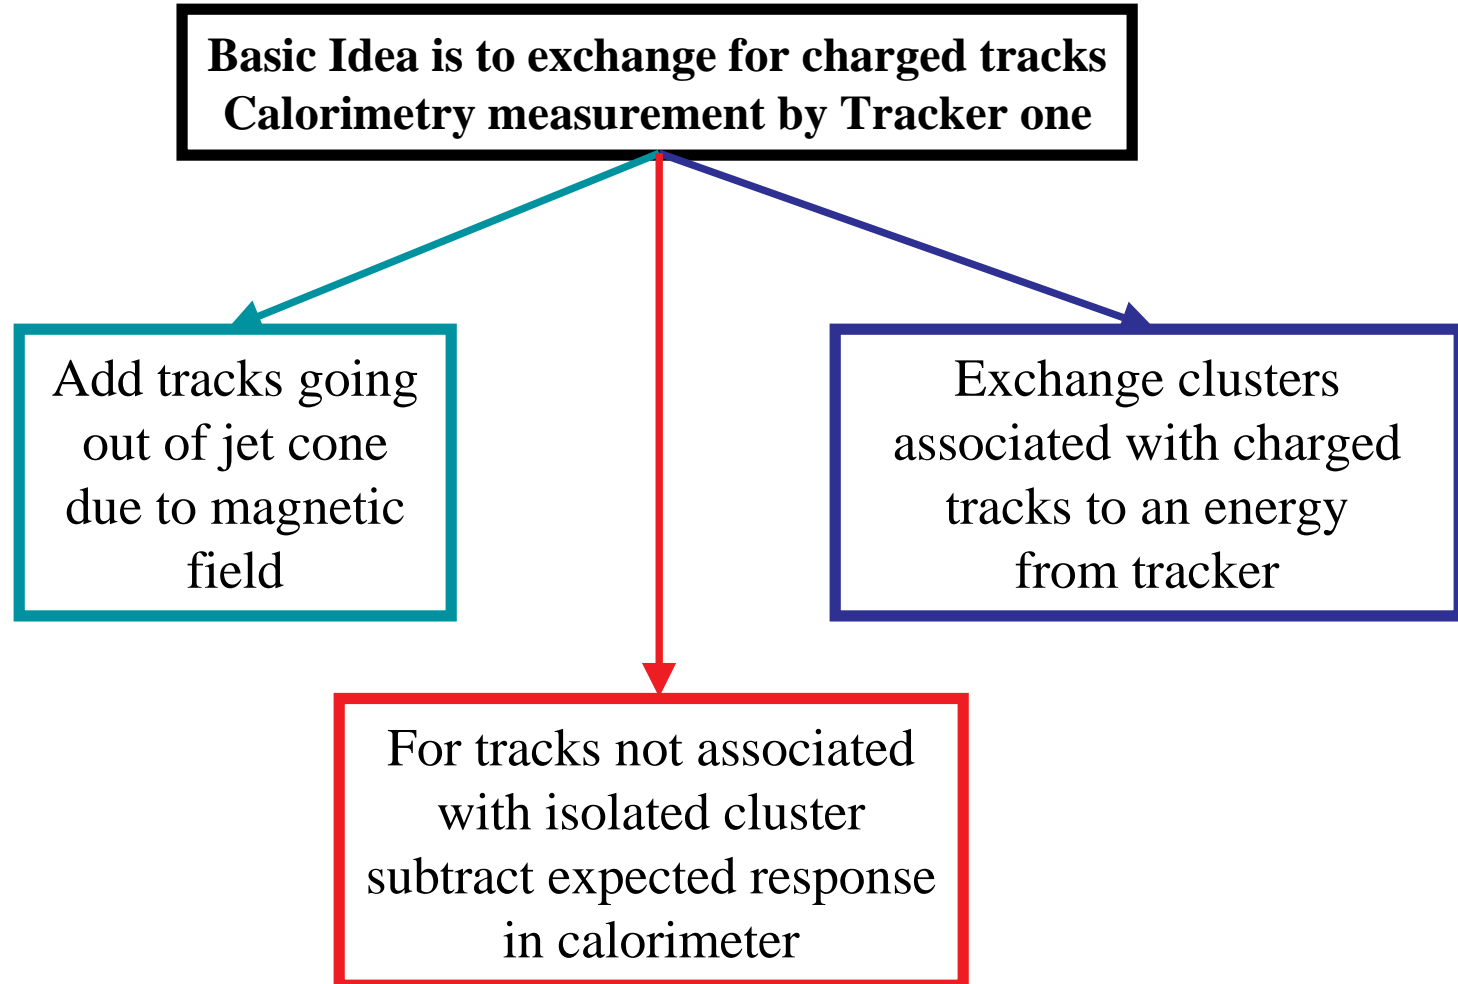 Basic Idea is to exchange for charged tracks
Calorimetry measurement by Tracker one
Add tracks going
out of jet cone
due to magnetic
field
Exchange clusters
associated with charged
tracks to an energy
from tracker
For tracks not associated
with isolated cluster
subtract expected response
in calorimeter